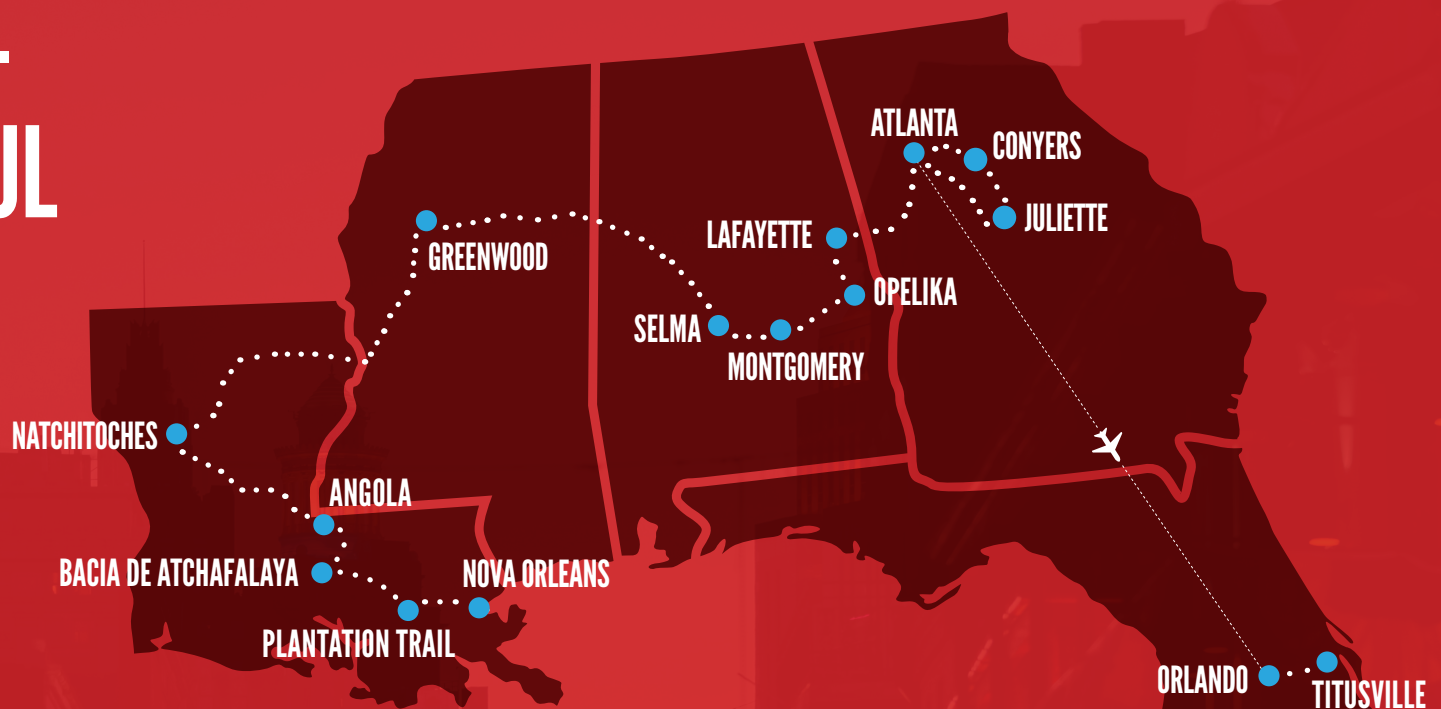 UL
ATLANTA
CONYERS
JULIETTE
LAFAYETTE
GREENWOOD
OPELIKA
SELMA
MONTGOMERY
NATCHITOCHES
ANGOLA
BACIA DE ATCHAFALAYA
NOVA ORLEANS
PLANTATION TRAIL
ORLANDO
TITUSVILLE